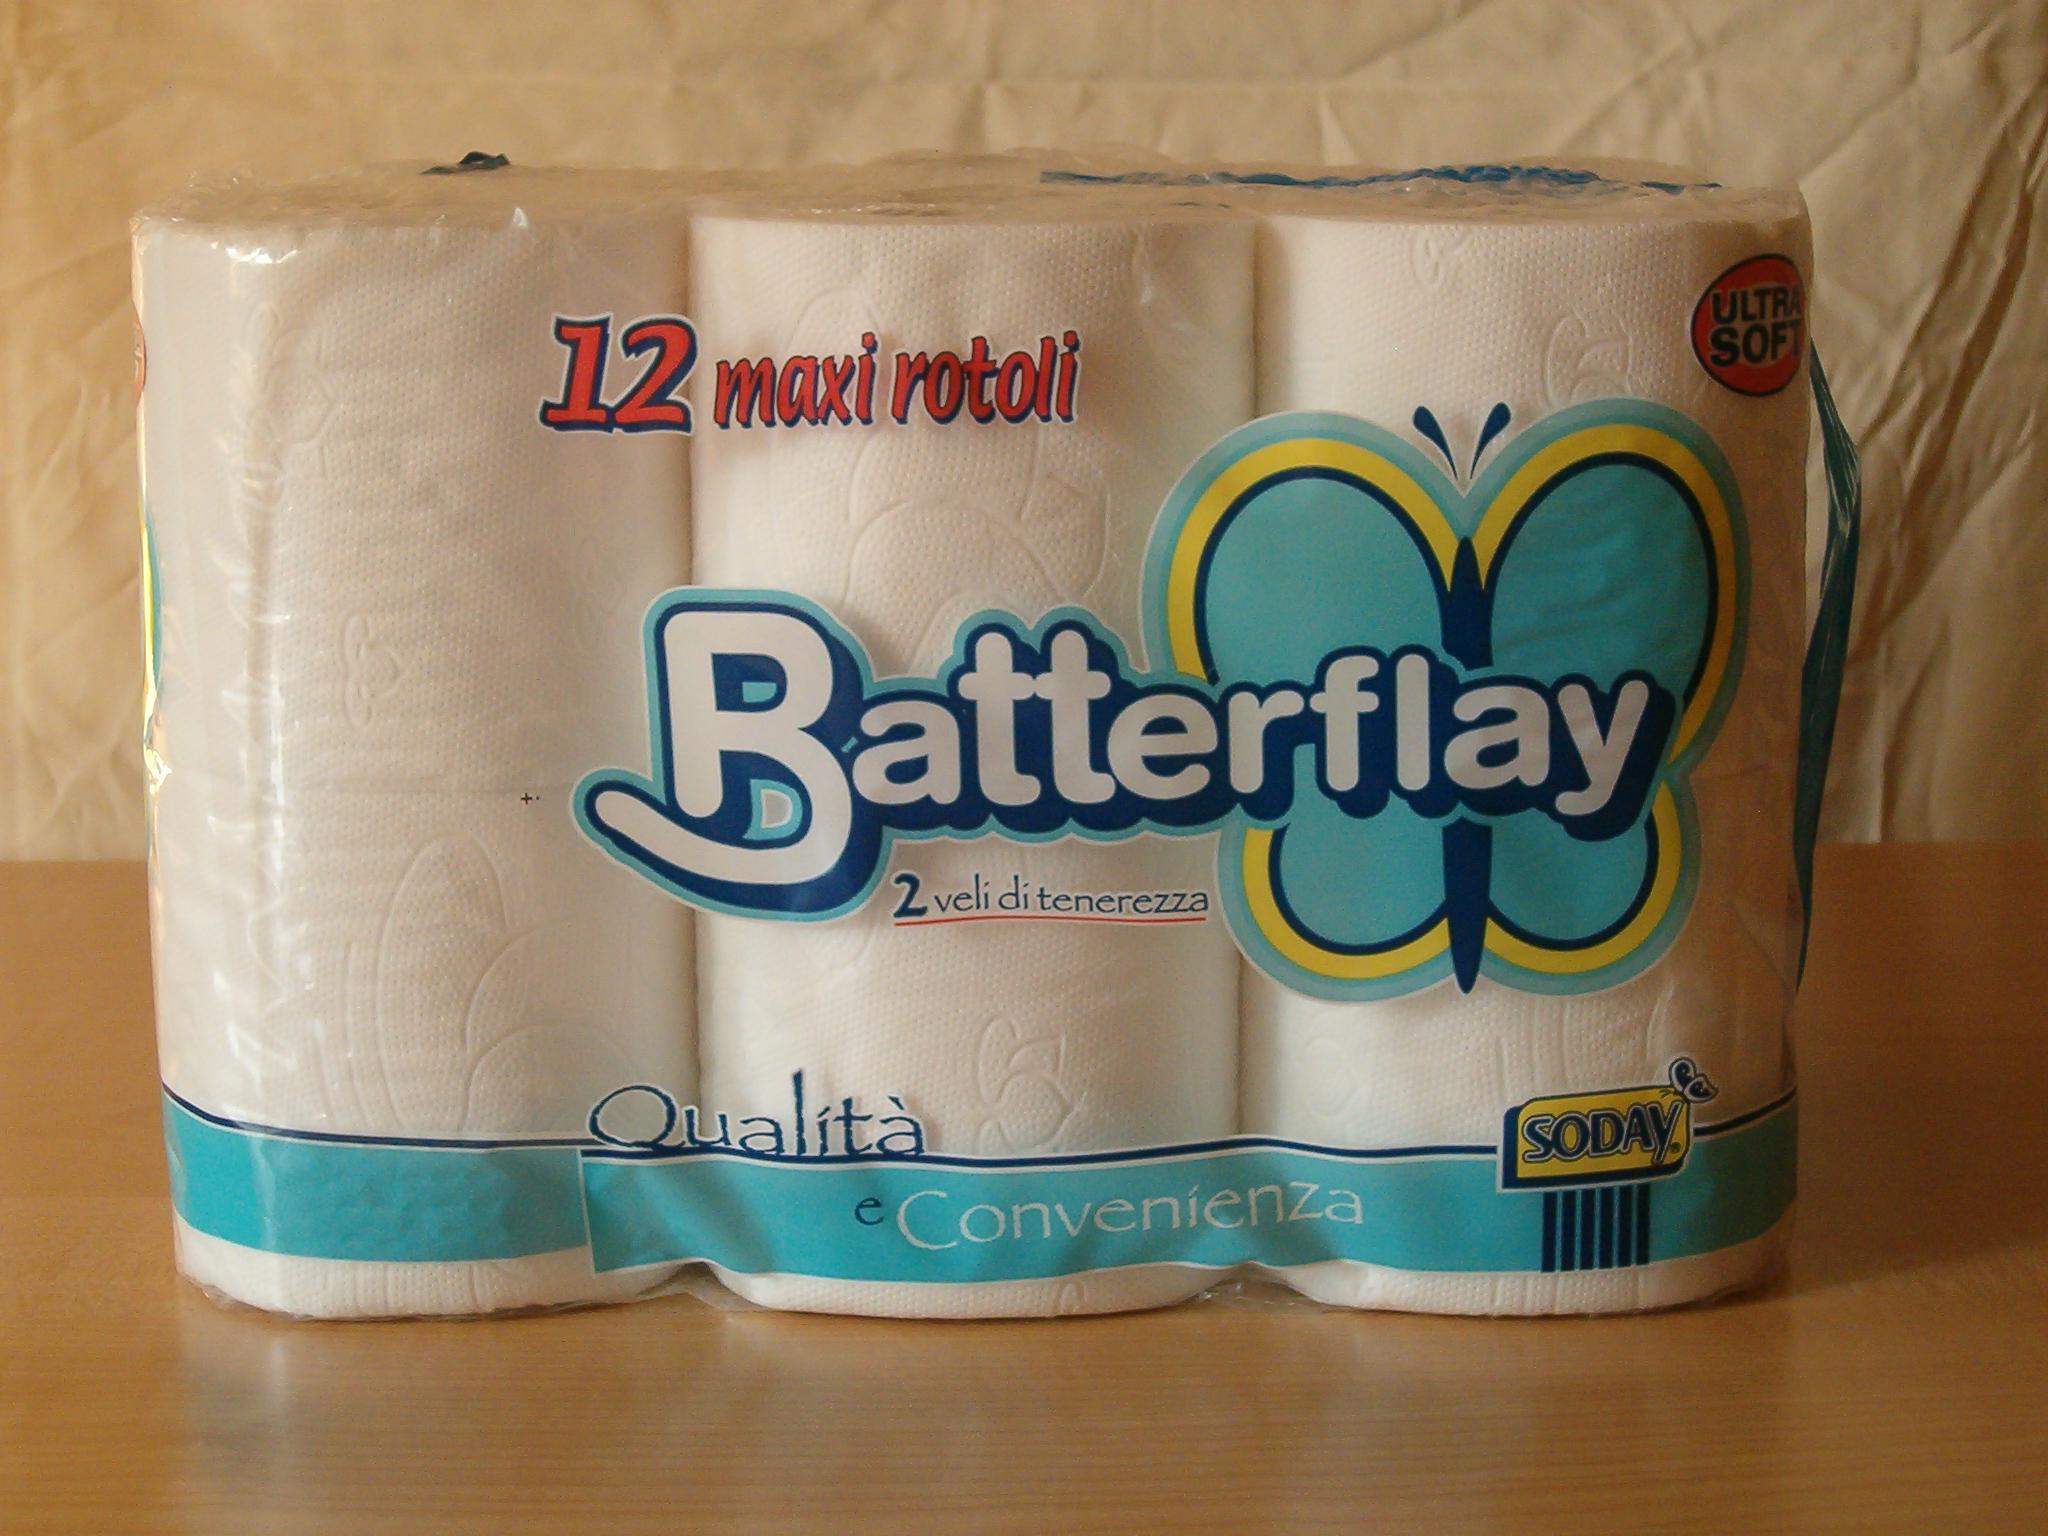 12 maxi rotoli
ULTRA
SOFT
Batterflay
2 veli di tenerezza
Qualità
e Convenienza
SODAY®